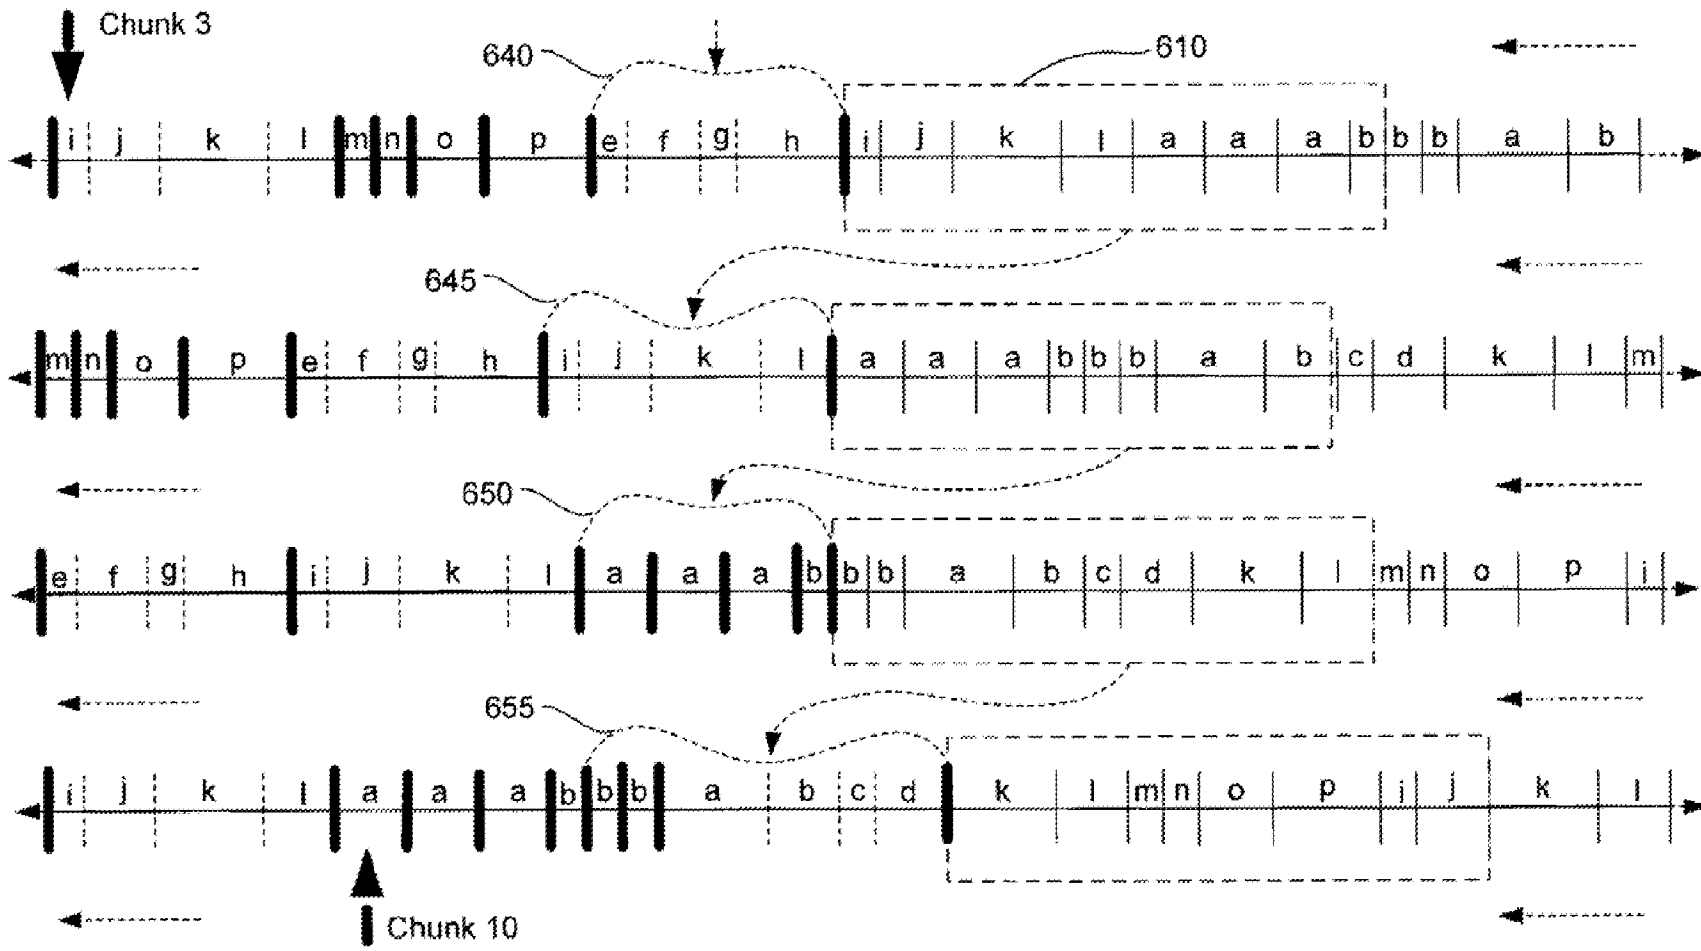 Chunk 3
640
610
i j k l m n o p e f g h i j k l a a a b b b a b
645
m n o p e f g h i j k l a a a b b b a b c d k l m
650
e f g h i j k l a a a b b b a b c d k l m n o p i
655
i j k l a a a b b b a b c d k l m n o p i j k l
Chunk 10